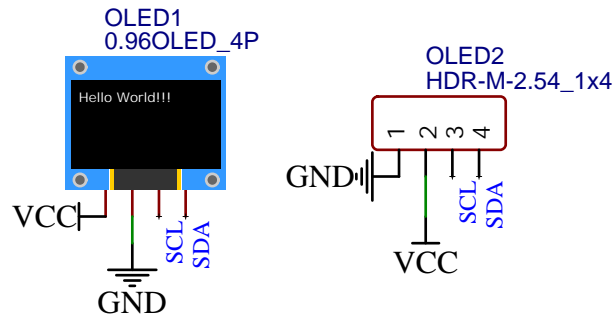 OLED1
0.96OLED_4P
Hello World!!!
VCC
SCL
SDA
GND
OLED2
HDR-M-2.54_1x4
1
2
3
4
GND
SCL
SDA
VCC